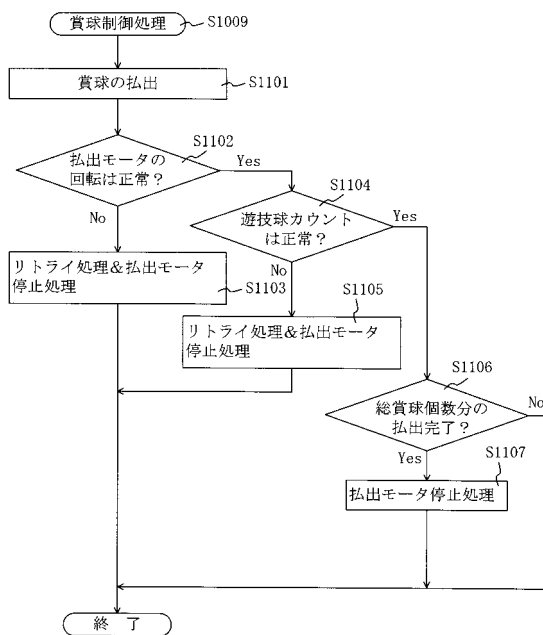 賞球制御処理
S1009
賞球の払出
S1101
払出モータの
回転は正常？
S1102
Yes
No
遊技球カウント
は正常？
S1104
Yes
No
リトライ処理&払出モータ
停止処理
S1103
リトライ処理&払出モータ
停止処理
S1105
総賞球個数分の
払出完了？
S1106
No
Yes
払出モータ停止処理
S1107
終 了